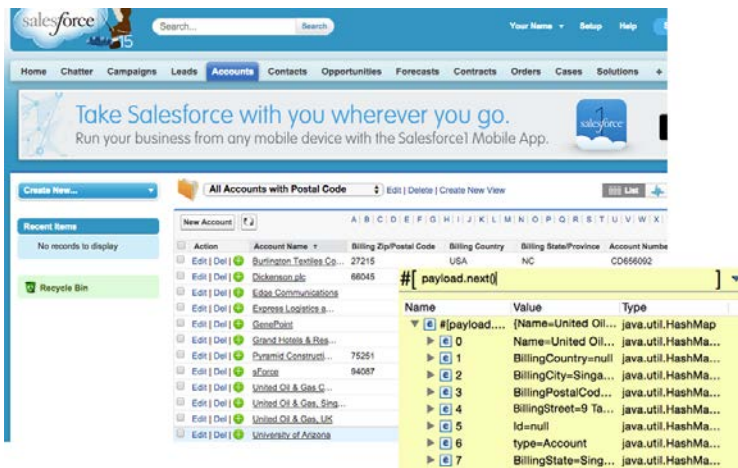 salesforce
15
Search...
Search
Your Name
Setup
Help
Home Chatter Campaigns Leads Accounts Contacts Opportunities Forecasts Contracts Orders Cases Solutions +
Take Salesforce with you wherever you go.
Run your business from any mobile device with the Salesforce1 Mobile App.
1
salesforce
Create New...
Recent Items
No records to display
Recycle Bin
All Accounts with Postal Code
Edit | Delete | Create New View
List
New Account
A B C D E F G H I J K L M N O P Q R S T U V W X
Action Account Name Billing Zip/Postal Code Billing Country Billing State/Province Account Number
Edit | Del | Burlington Textiles Co... 27215 USA NC CD656092
Edit | Del | Dickenson plc 66045
Edit | Del | Edge Communications
Edit | Del | Express Logistics a...
Edit | Del | GenePoint
Edit | Del | Grand Hotels & Res...
Edit | Del | Pyramid Constructi... 75251
Edit | Del | sForce 94087
Edit | Del | United Oil & Gas C...
Edit | Del | United Oil & Gas, Sing...
Edit | Del | United Oil & Gas, UK
Edit | Del | University of Arizona
#[ payload.next() ]
Name Value Type
#[payload.... {Name=United Oil... java.util.HashMap
0 Name=United Oil... java.util.HashMa...
1 BillingCountry=null java.util.HashMa...
2 BillingCity=Singa... java.util.HashMa...
3 BillingPostalCod... java.util.HashMa...
4 BillingStreet=9 Ta... java.util.HashMa...
5 Id=null java.util.HashMa...
6 type=Account java.util.HashMa...
7 BillingState=Sing... java.util.HashMa...